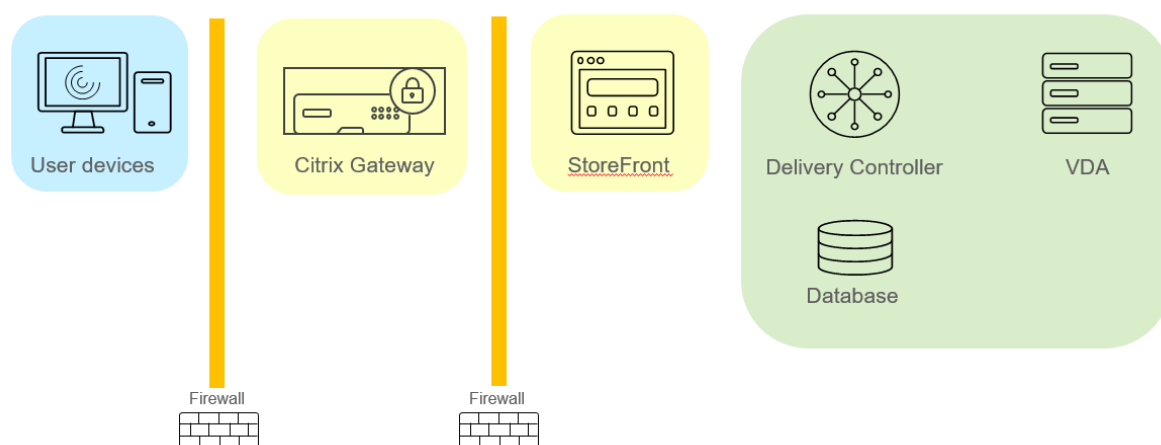 User devices
Citrix Gateway
StoreFront
Delivery Controller
VDA
Database
Firewall
Firewall